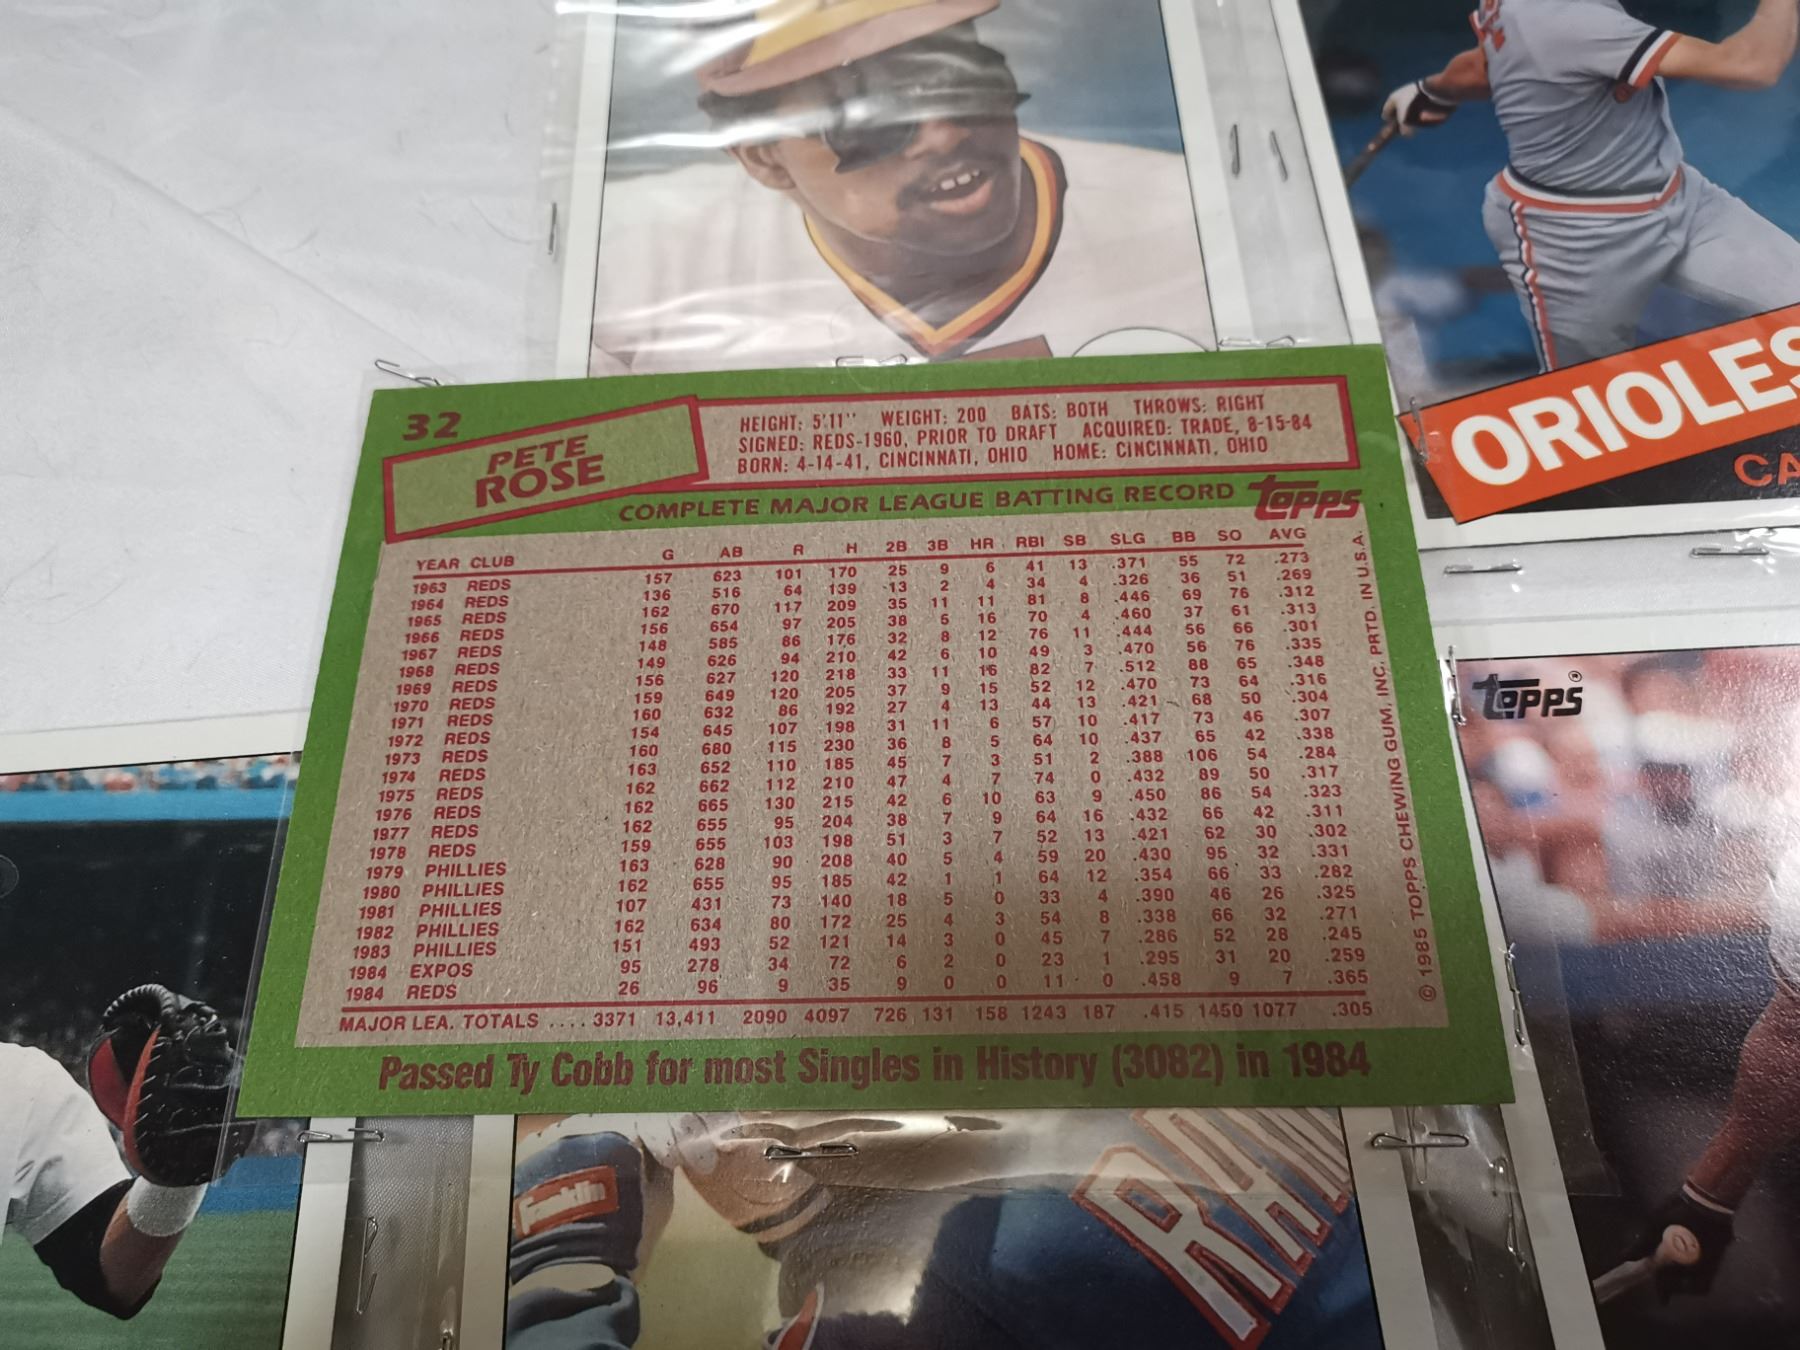 ORIOLES
CA
32
PETE
ROSE
HEIGHT: 5'11" WEIGHT: 200 BATS: BOTH THROWS: RIGHT
SIGNED: REDS-1960, PRIOR TO DRAFT ACQUIRED: TRADE, 8-15-84
BORN: 4-14-41, CINCINNATI, OHIO HOME: CINCINNATI, OHIO
COMPLETE MAJOR LEAGUE BATTING RECORD topps
YEAR CLUB G AB R H 2B 3B HR RBI SB SLG BB SO AVG
1963 REDS 157 623 101 170 25 9 6 41 13 .371 55 72 .273
1964 REDS 136 516 64 139 13 2 4 34 4 .326 36 51 .269
1965 REDS 162 670 117 209 35 11 11 81 8 .446 69 76 .312
1966 REDS 156 654 97 205 38 5 16 70 4 .460 37 61 .313
1967 REDS 148 585 86 176 32 8 12 76 11 .444 56 66 .301
1968 REDS 149 626 94 210 42 6 10 49 3 .470 56 76 .335
1969 REDS 156 627 120 218 33 11 16 82 7 .512 88 65 .348
1970 REDS 159 649 120 205 37 9 15 52 12 .470 73 64 .316
1971 REDS 160 632 86 192 27 4 13 44 13 .421 68 50 .304
1972 REDS 154 645 107 198 31 11 6 57 10 .417 73 46 .307
1973 REDS 160 680 115 230 36 8 5 64 10 .437 65 42 .338
1974 REDS 163 652 110 185 45 7 3 51 2 .388 106 54 .284
1975 REDS 162 662 112 210 47 4 7 74 0 .432 89 50 .317
1976 REDS 162 665 130 215 42 6 10 63 9 .450 86 54 .323
1977 REDS 162 655 95 204 38 7 9 64 16 .432 66 42 .311
1978 REDS 159 655 103 198 51 3 7 52 13 .421 62 30 .302
1979 PHILLIES 163 628 90 208 40 5 4 59 20 .430 95 32 .331
1980 PHILLIES 162 655 95 185 42 1 1 64 12 .354 66 33 .282
1981 PHILLIES 107 431 73 140 18 5 0 33 4 .390 46 26 .325
1982 PHILLIES 162 634 80 172 25 4 3 54 8 .338 66 32 .271
1983 PHILLIES 151 493 52 121 14 3 0 45 7 .286 52 28 .245
1984 EXPOS 95 278 34 72 6 2 0 23 1 .295 31 20 .259
1984 REDS 26 96 9 35 9 0 0 11 0 .458 9 7 .365
MAJOR LEA. TOTALS .... 3371 13,411 2090 4097 726 131 158 1243 187 .415 1450 1077 .305
Passed Ty Cobb for most Singles in History (3082) in 1984
© 1985 TOPPS CHEWING GUM, INC. PRTD. IN U.S.A.
topps®
Franklin